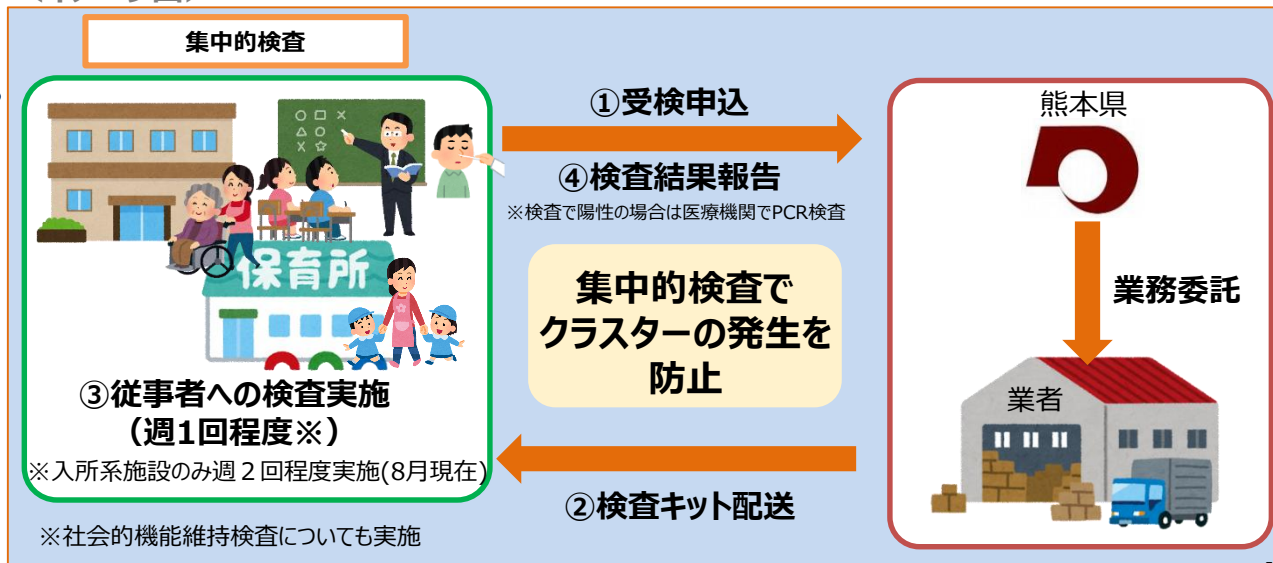 集中的検査
①受検申込
④検査結果報告
※検査で陽性の場合は医療機関でPCR検査
熊本県
業務委託
業者
保育所
集中的検査で
クラスターの発生を
防止
③従事者への検査実施
（週1回程度※）
※入所系施設のみ週２回程度実施(8月現在)
②検査キット配送
※社会的機能維持検査についても実施